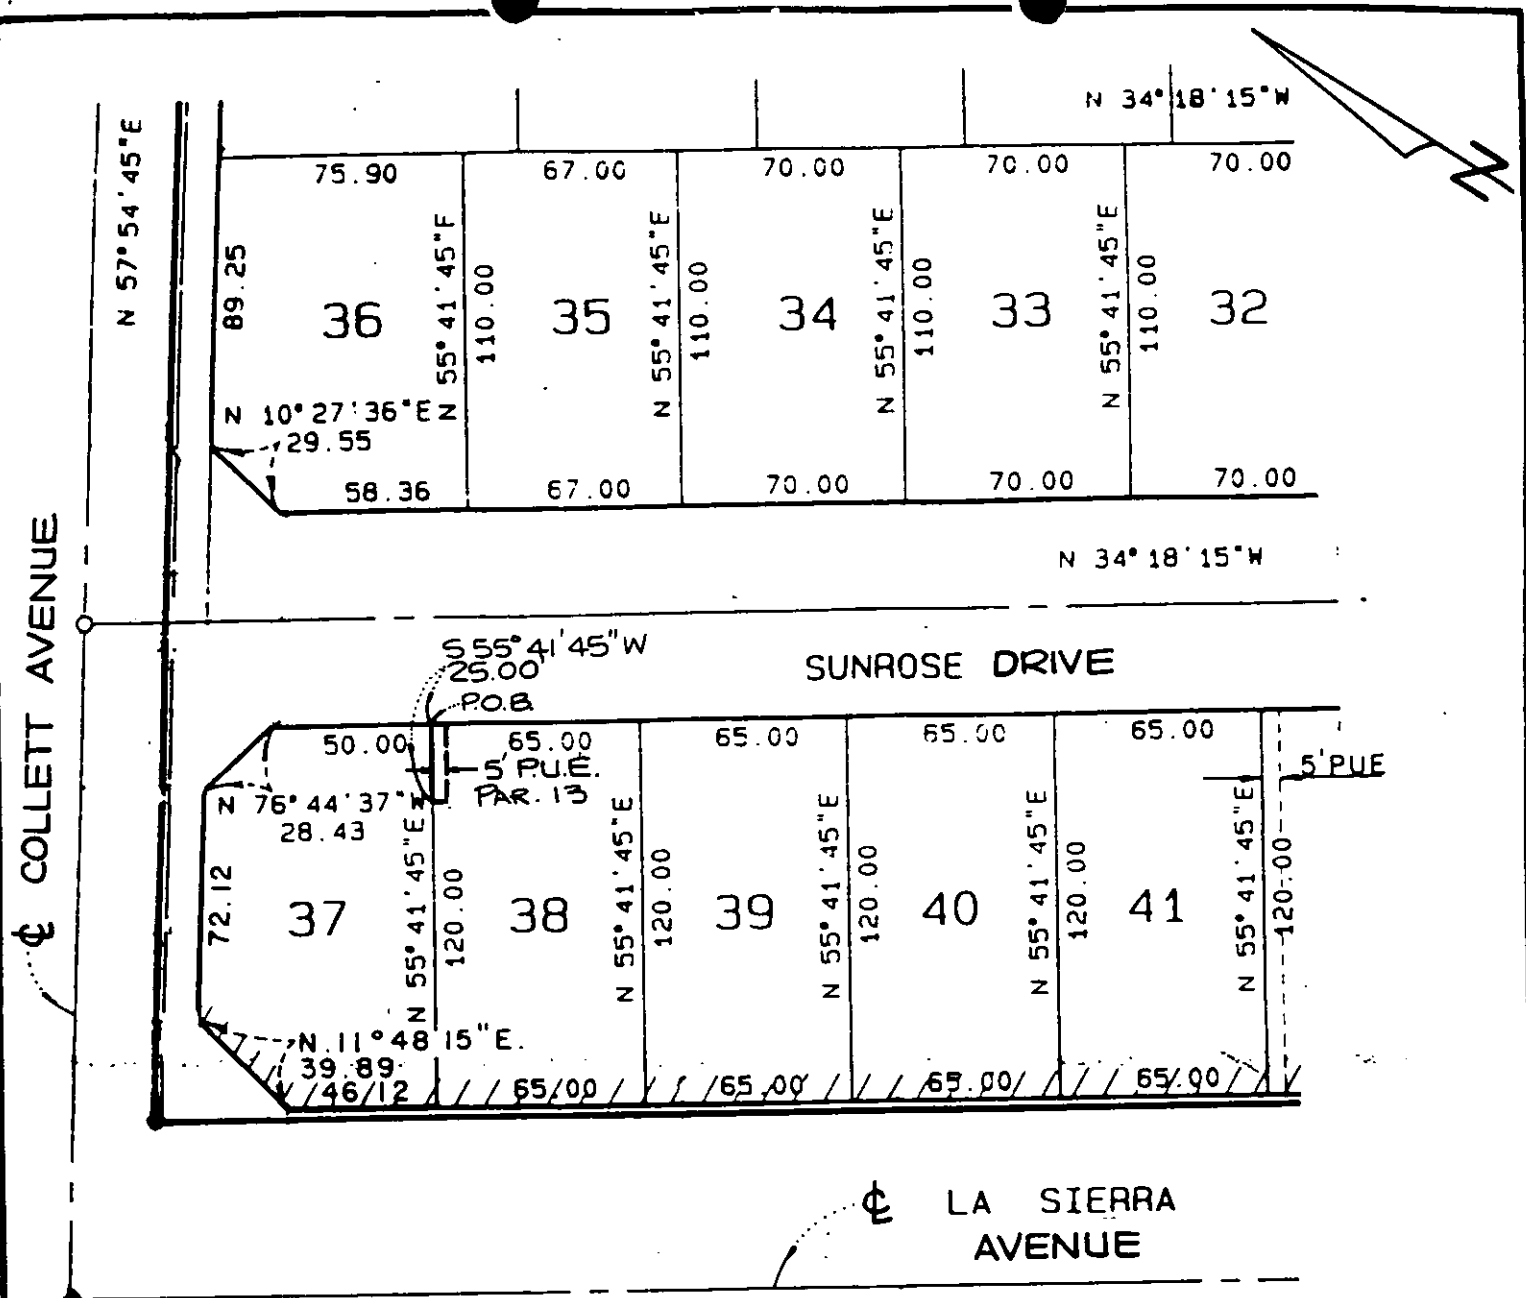 N 34°18'15"W
N 57°54'45"E
75.90
67.00
70.00
70.00
70.00
89.25
36
N 55°41'45"E
110.00
35
N 55°41'45"E
110.00
34
N 55°41'45"E
110.00
33
N 55°41'45"E
110.00
32
N 10°27'36"E
29.55
58.36
67.00
70.00
70.00
70.00
N 34°18'15"W
℄ COLLETT AVENUE
S 55°41'45"W
25.00'
P.O.B.
SUNROSE DRIVE
50.00
65.00
65.00
65.00
65.00
5' P.U.E.
PAR. 13
5' PUE
N 76°44'37"W
28.43
72.12
37
N 55°41'45"E
120.00
38
N 55°41'45"E
120.00
39
N 55°41'45"E
120.00
40
N 55°41'45"E
120.00
41
N 55°41'45"E
120.00
N.11°48'15"E.
39.89
46.12
65.00
65.00
65.00
65.00
℄ LA SIERRA
AVENUE
N